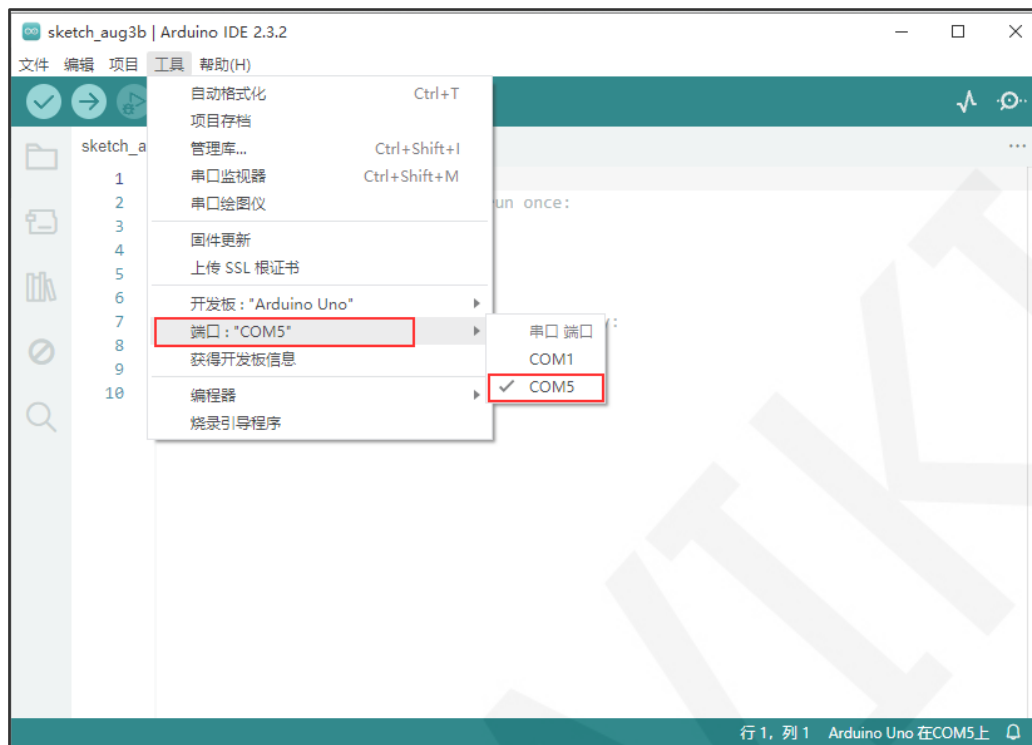 sketch_aug3b | Arduino IDE 2.3.2
文件 编辑 项目 工具 帮助(H)
sketch_a
自动格式化 Ctrl+T
项目存档
管理库... Ctrl+Shift+I
串口监视器 Ctrl+Shift+M
串口绘图仪
固件更新
上传 SSL 根证书
开发板 : "Arduino Uno"
端口 : "COM5"
获得开发板信息
编程器
烧录引导程序
串口 端口
COM1
COM5
1
2 un once:
3
4
5
6
7 :
8
9
10
行 1, 列 1 Arduino Uno 在COM5上